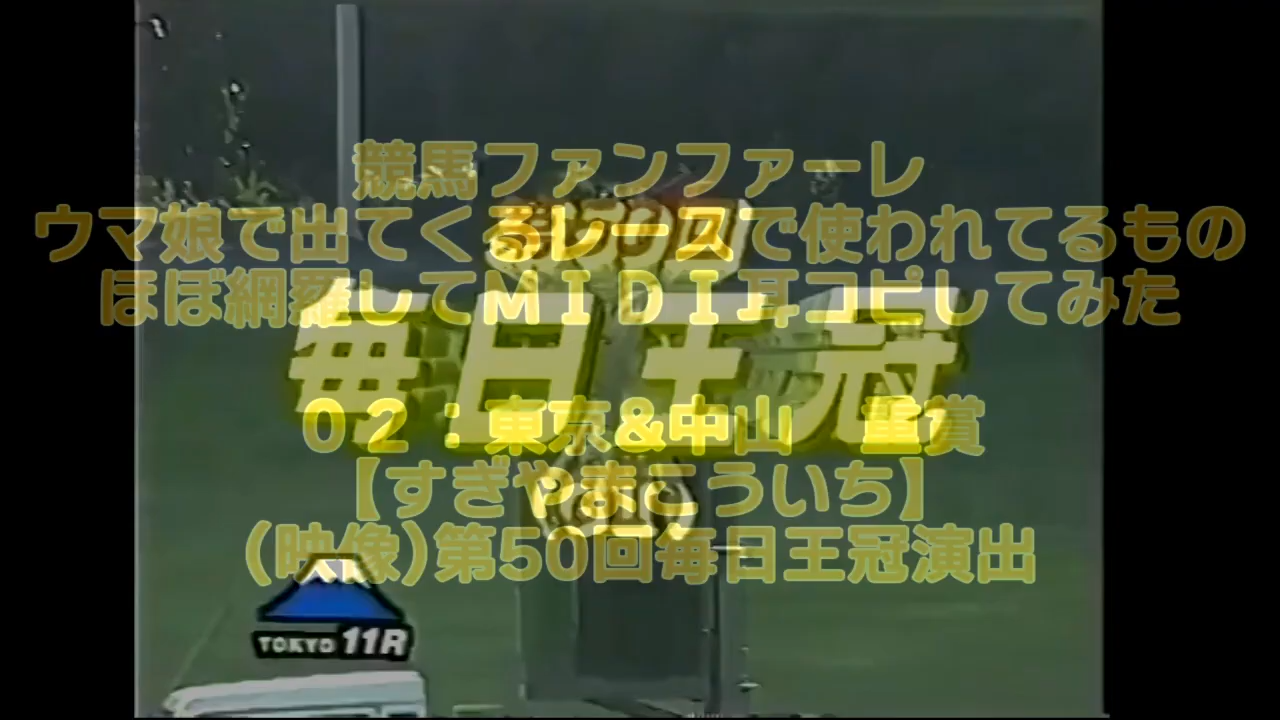 競馬ファンファーレ
ウマ娘で出てくるレースで使われてるもの
ほぼ網羅してＭＩＤＩ耳コピしてみた
毎日王冠
０２：東京&中山　重賞
【すぎやまこういち】
(映像)第50回毎日王冠演出
TOKYO 11R